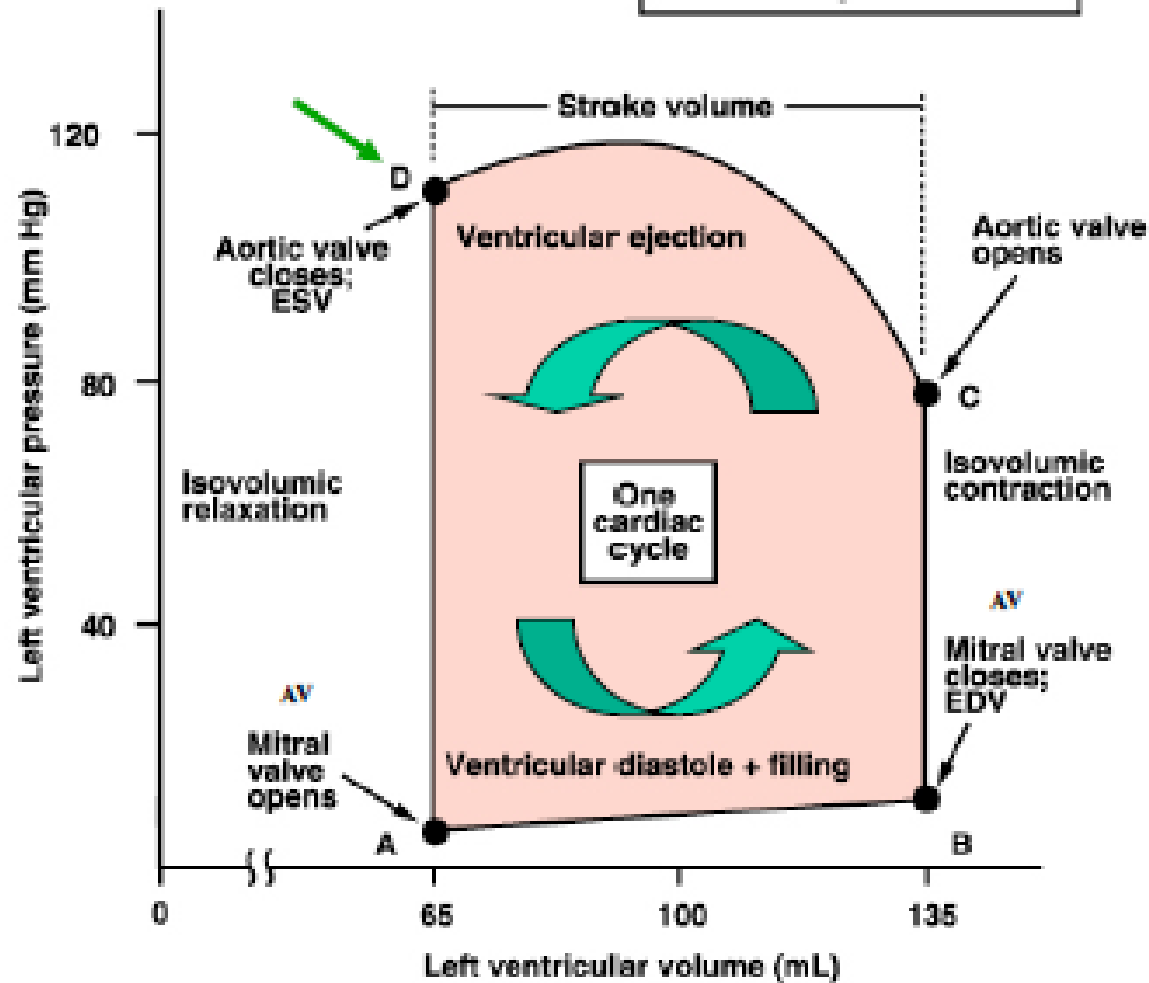 Stroke volume
120
D
Ventricular ejection
Aortic valve
closes;
ESV
Aortic valve
opens
80
C
Isovolumic
relaxation
One
cardiac
cycle
Isovolumic
contraction
40
AV
Mitral valve
closes;
EDV
AV
Mitral
valve
opens
Ventricular diastole + filling
A
B
0
65
100
135
Left ventricular volume (mL)
Left ventricular pressure (mm Hg)